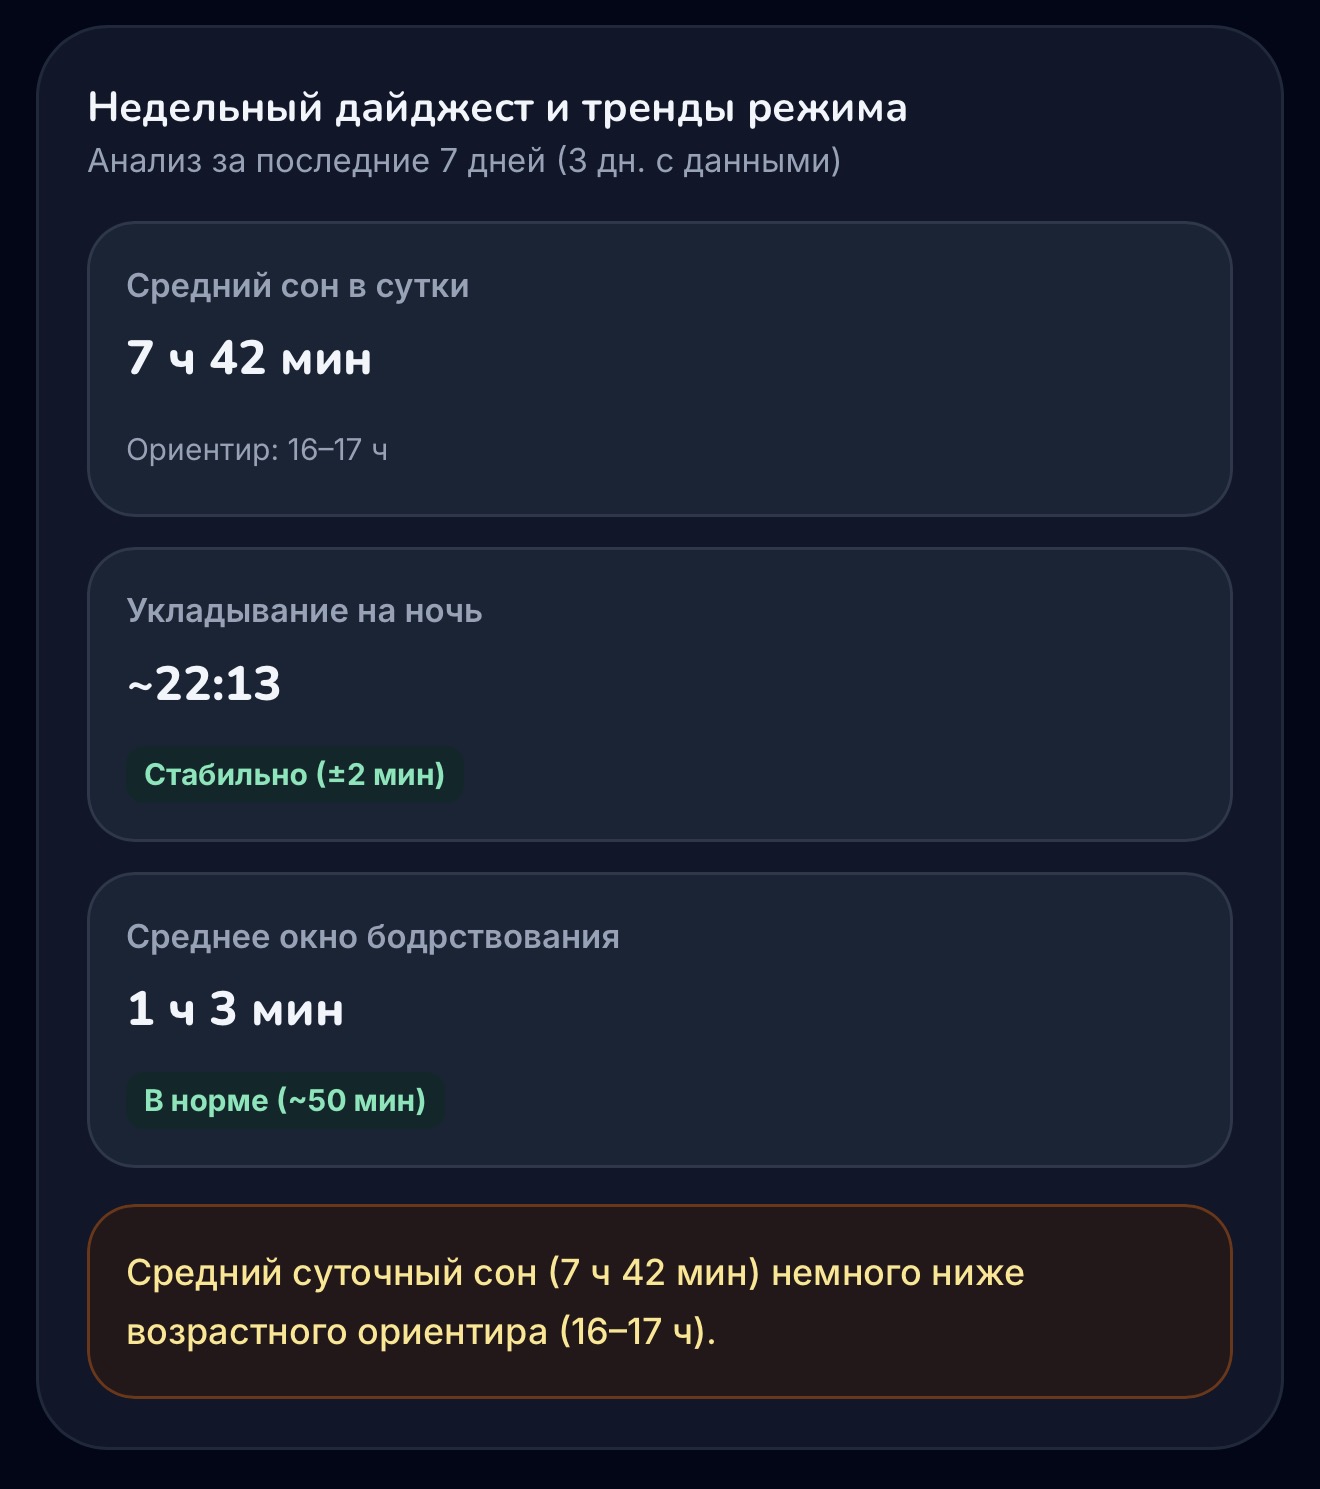 Недельный дайджест и тренды режима
Анализ за последние 7 дней (3 дн. с данными)
Средний сон в сутки
7 ч 42 мин
Ориентир: 16–17 ч
Укладывание на ночь
~22:13
Стабильно (±2 мин)
Среднее окно бодрствования
1 ч 3 мин
В норме (~50 мин)
Средний суточный сон (7 ч 42 мин) немного ниже
возрастного ориентира (16–17 ч).